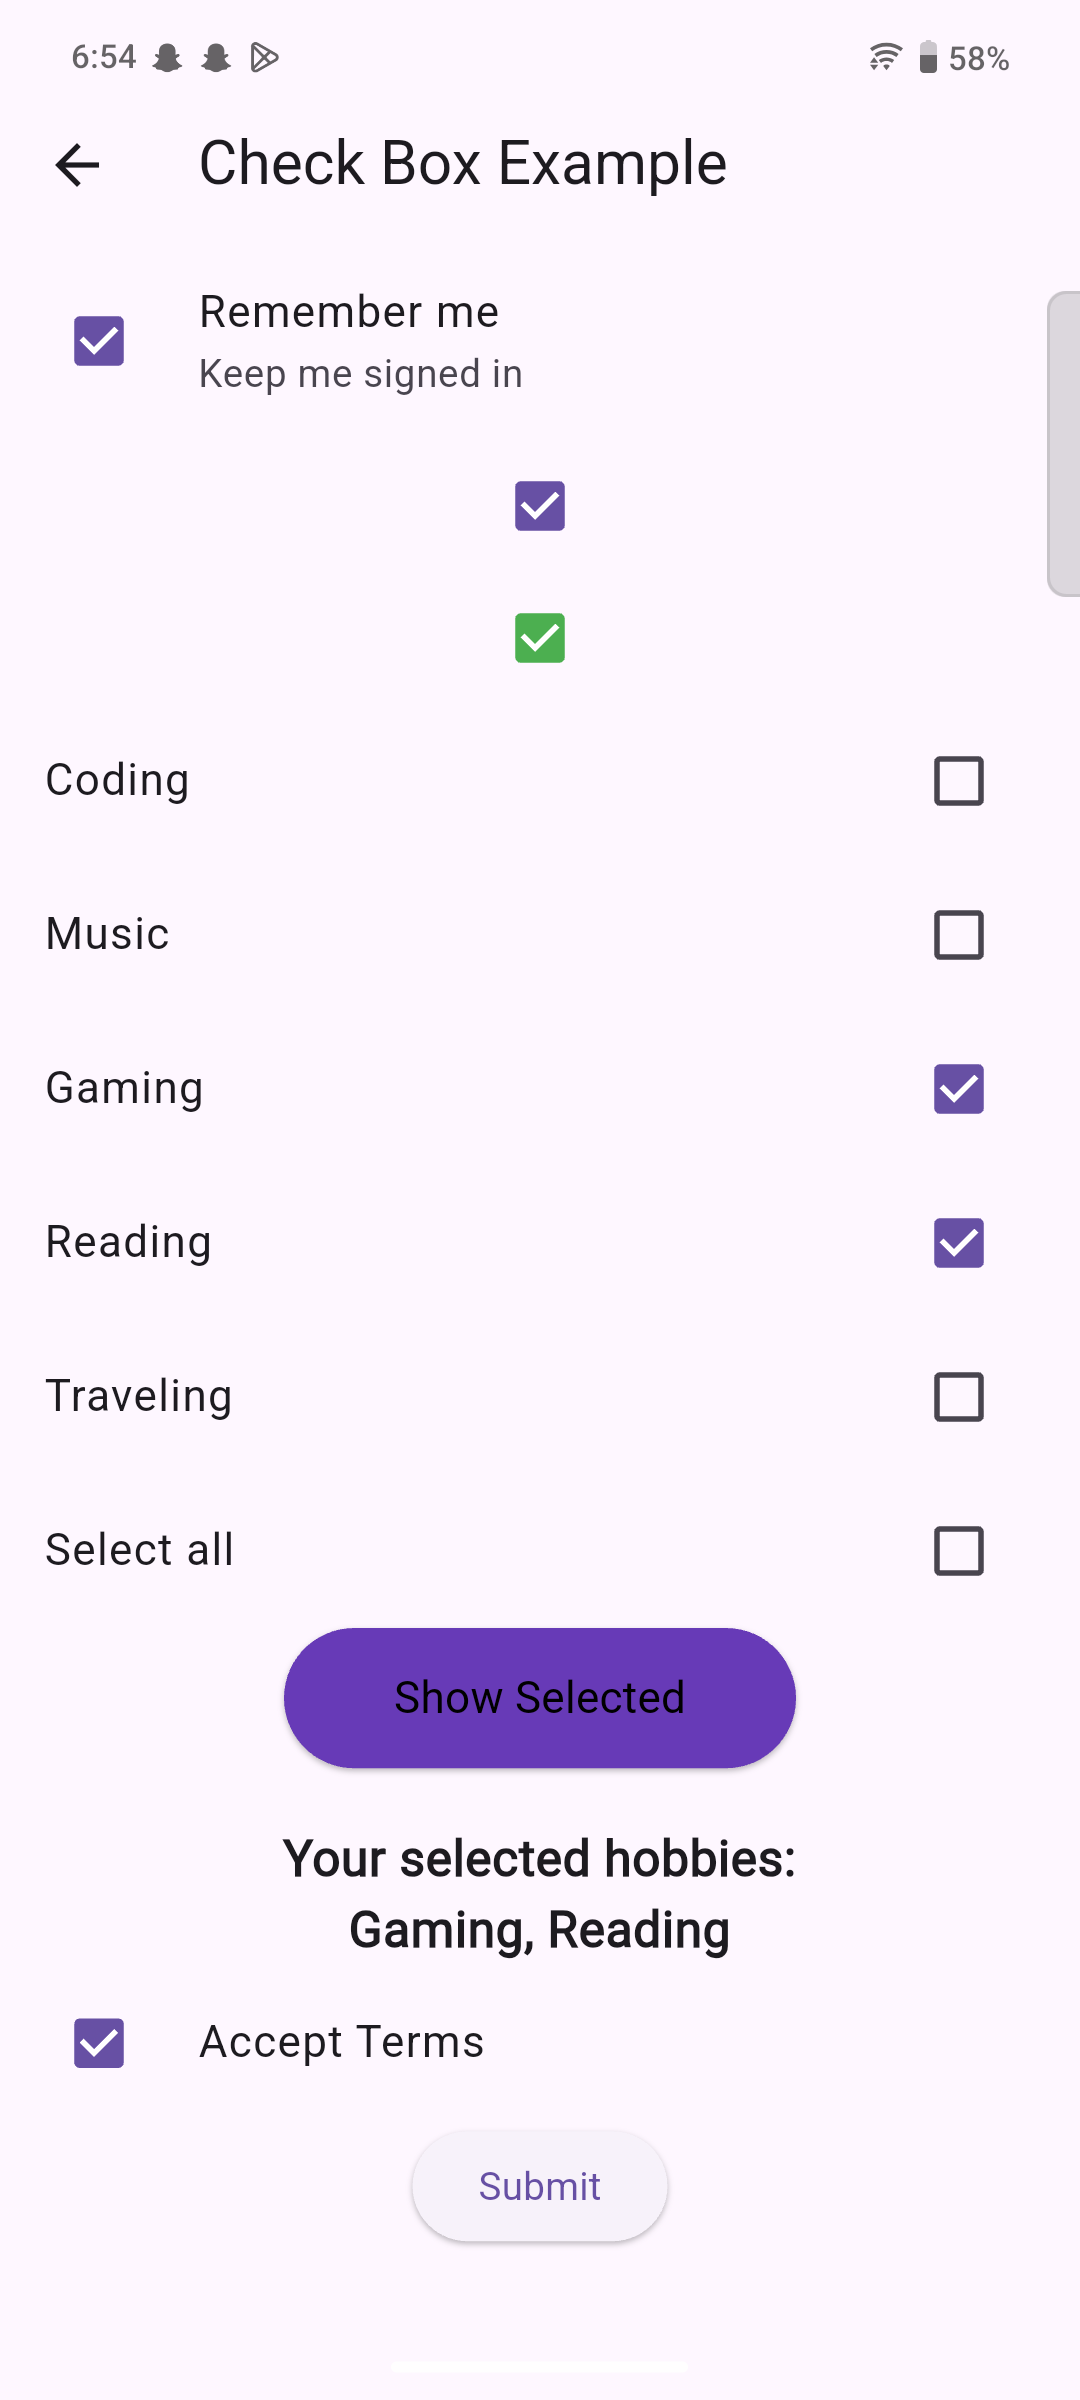 6:54 58%
Check Box Example
Remember me
Keep me signed in
Coding
Music
Gaming
Reading
Traveling
Select all
Show Selected
Your selected hobbies:
Gaming, Reading
Accept Terms
Submit